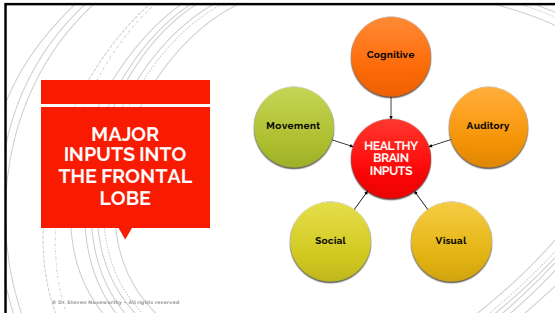 MAJOR
INPUTS INTO
THE FRONTAL
LOBE
Cognitive
Movement
Auditory
HEALTHY
BRAIN
INPUTS
Social
Visual
© Dr. Steven Noseworthy – All rights reserved